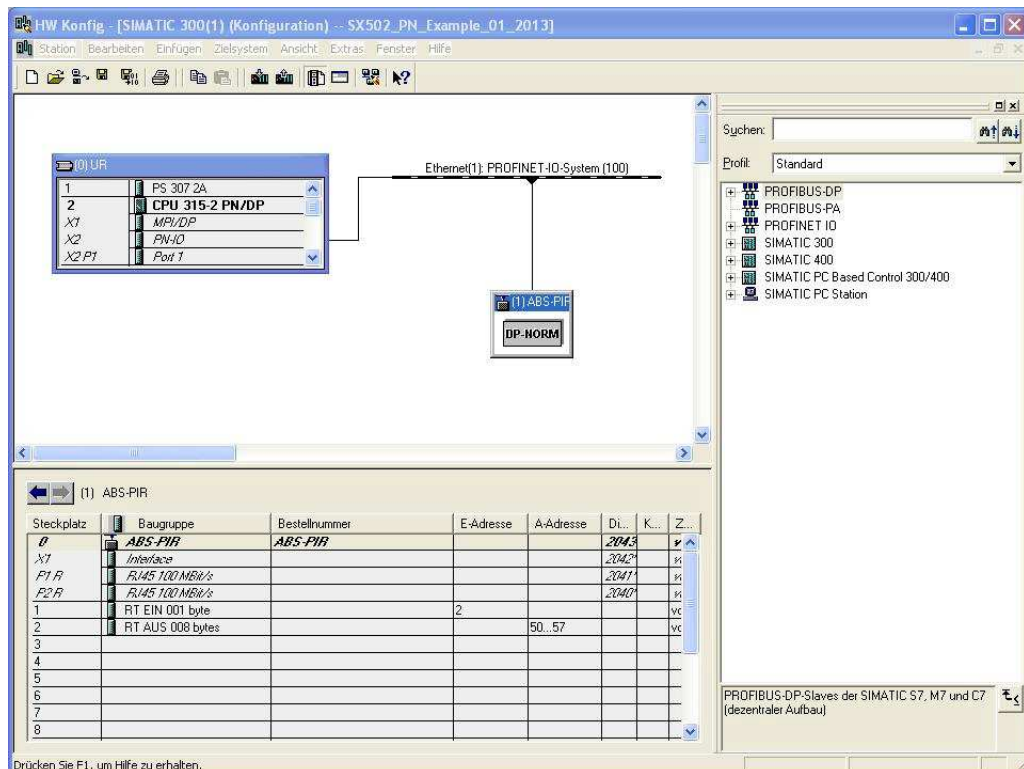 HW Konfig - [SIMATIC 300(1) (Konfiguration) -- SX502_PN_Example_01_2013]
Station Bearbeiten Einfügen Zielsystem Ansicht Extras Fenster Hilfe
(0) UR
1 PS 307 2A
2 CPU 315-2 PN/DP
X1 MPI/DP
X2 PN-IO
X2 P1 Port 1
Ethernet(1): PROFINET-IO-System (100)
(1) ABS-PIR
DP-NORM
Suchen:
Profil: Standard
PROFIBUS-DP
PROFIBUS-PA
PROFINET IO
SIMATIC 300
SIMATIC 400
SIMATIC PC Based Control 300/400
SIMATIC PC Station
PROFIBUS-DP-Slaves der SIMATIC S7, M7 und C7
(dezentraler Aufbau)
(1) ABS-PIR
Steckplatz Baugruppe Bestellnummer E-Adresse A-Adresse Di... K... Z...
0 ABS-PIR ABS-PIR 2043
X1 Interface 2042*
P1 R RJ45 100 MBit/s 2041*
P2 R RJ45 100 MBit/s 2040*
1 RT EIN 001 byte 2 vo
2 RT AUS 008 bytes 50...57 vo
3
4
5
6
7
8
Drücken Sie F1, um Hilfe zu erhalten.